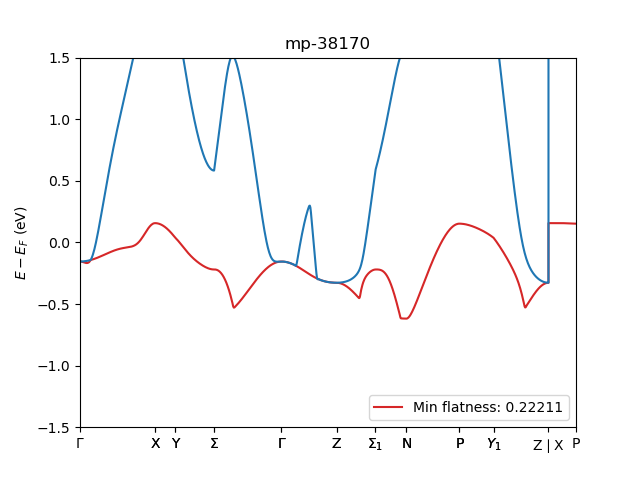 mp-38170
1.5
1.0
0.5
0.0
−0.5
−1.0
−1.5
E − E_F (eV)
Min flatness: 0.22211
Γ X Y Σ Γ Z Σ₁ N P Y₁ Z | X P